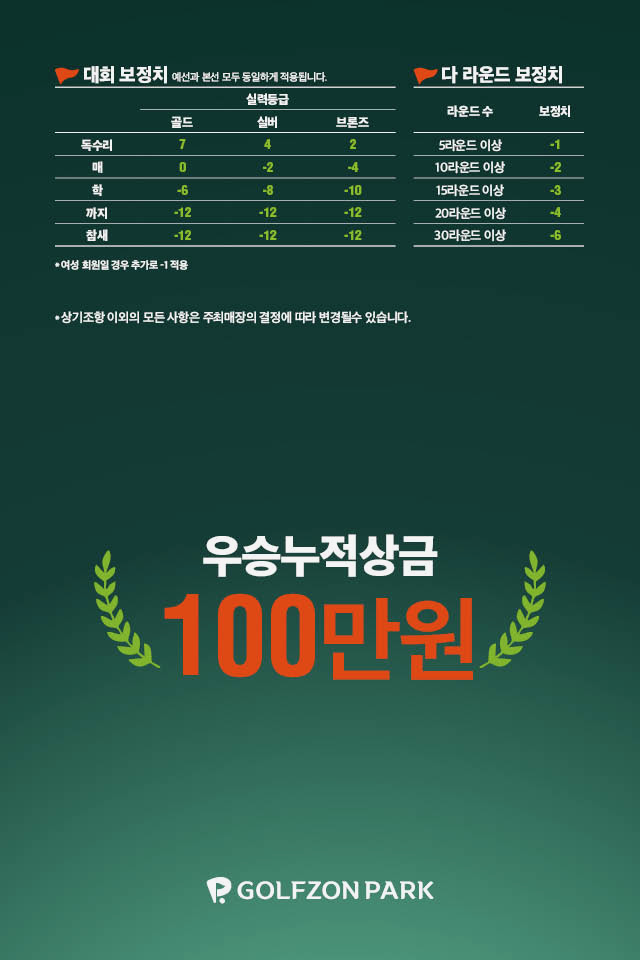 대회 보정치 예선과 본선 모두 동일하게 적용됩니다.
실력등급
골드 실버 브론즈
독수리 7 4 2
매 0 -2 -4
학 -6 -8 -10
까지 -12 -12 -12
참새 -12 -12 -12
•여성 회원일 경우 추가로 -1 적용
다 라운드 보정치
라운드 수 보정치
5라운드 이상 -1
10라운드 이상 -2
15라운드 이상 -3
20라운드 이상 -4
30라운드 이상 -6
•상기조항 이외의 모든 사항은 주최매장의 결정에 따라 변경될수 있습니다.
우승누적상금
100만원
GOLFZON PARK